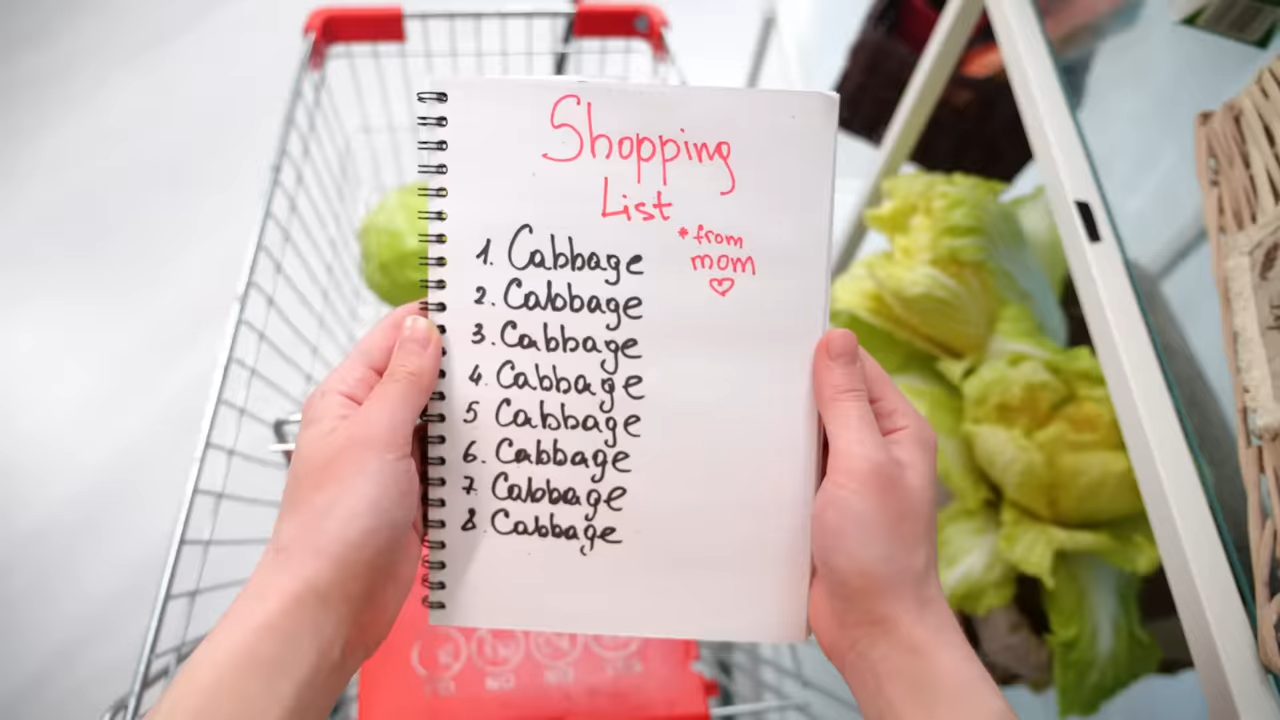 Shopping
List
*from
mom
♡
1. Cabbage
2. Cabbage
3. Cabbage
4. Cabbage
5 Cabbage
6. Cabbage
7. Cabbage
8. Cabbage